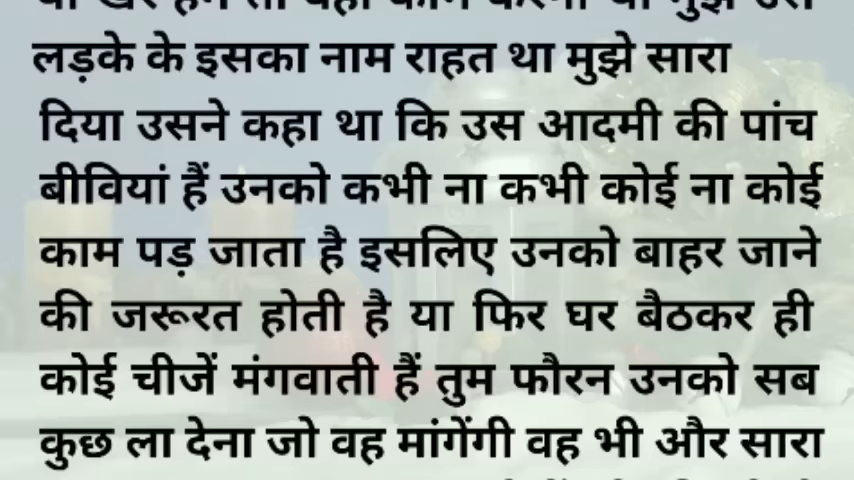 लड़के के इसका नाम राहत था मुझे सारा
दिया उसने कहा था कि उस आदमी की पांच
बीवियां हैं उनको कभी ना कभी कोई ना कोई
काम पड़ जाता है इसलिए उनको बाहर जाने
की जरूरत होती है या फिर घर बैठकर ही
कोई चीजें मंगवाती हैं तुम फौरन उनको सब
कुछ ला देना जो वह मांगेंगी वह भी और सारा